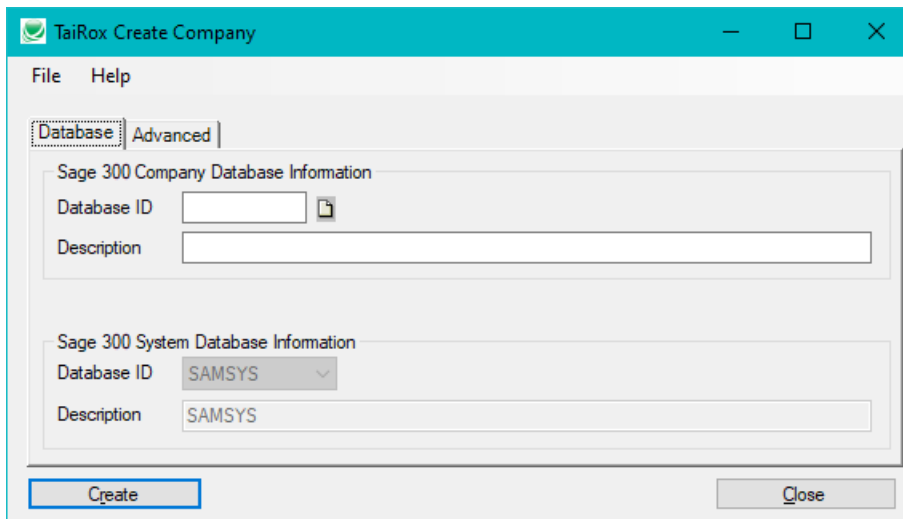 TaiRox Create Company
File Help
Database Advanced
Sage 300 Company Database Information
Database ID
Description
Sage 300 System Database Information
Database ID SAMSYS
Description SAMSYS
Create Close